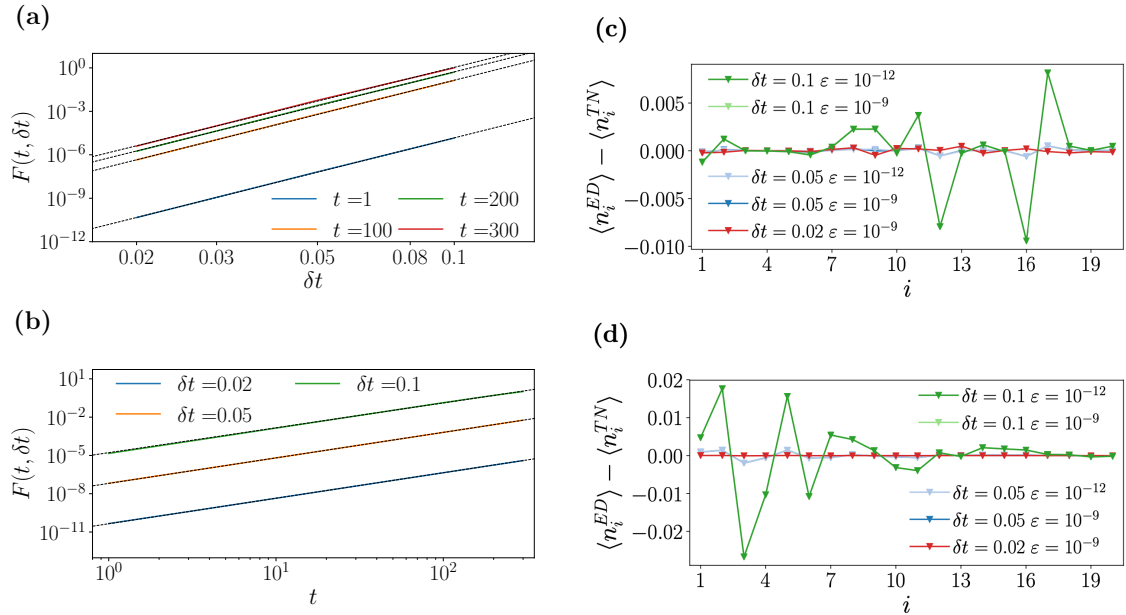 (a)
10^0
10^{-3}
10^{-6}
10^{-9}
10^{-12}
F(t, δt)
t =1
t =200
t =100
t =300
0.02
0.03
0.05
0.08
0.1
δt
(b)
10^1
10^{-2}
10^{-5}
10^{-8}
10^{-11}
F(t, δt)
δt =0.02
δt =0.1
δt =0.05
10^0
10^1
10^2
t
(c)
0.005
0.000
−0.005
−0.010
⟨n_i^{ED}⟩ − ⟨n_i^{TN}⟩
δt = 0.1 ε = 10^{-12}
δt = 0.1 ε = 10^{-9}
δt = 0.05 ε = 10^{-12}
δt = 0.05 ε = 10^{-9}
δt = 0.02 ε = 10^{-9}
1
4
7
10
13
16
19
i
(d)
0.02
0.01
0.00
−0.01
−0.02
⟨n_i^{ED}⟩ − ⟨n_i^{TN}⟩
δt = 0.1 ε = 10^{-12}
δt = 0.1 ε = 10^{-9}
δt = 0.05 ε = 10^{-12}
δt = 0.05 ε = 10^{-9}
δt = 0.02 ε = 10^{-9}
1
4
7
10
13
16
19
i